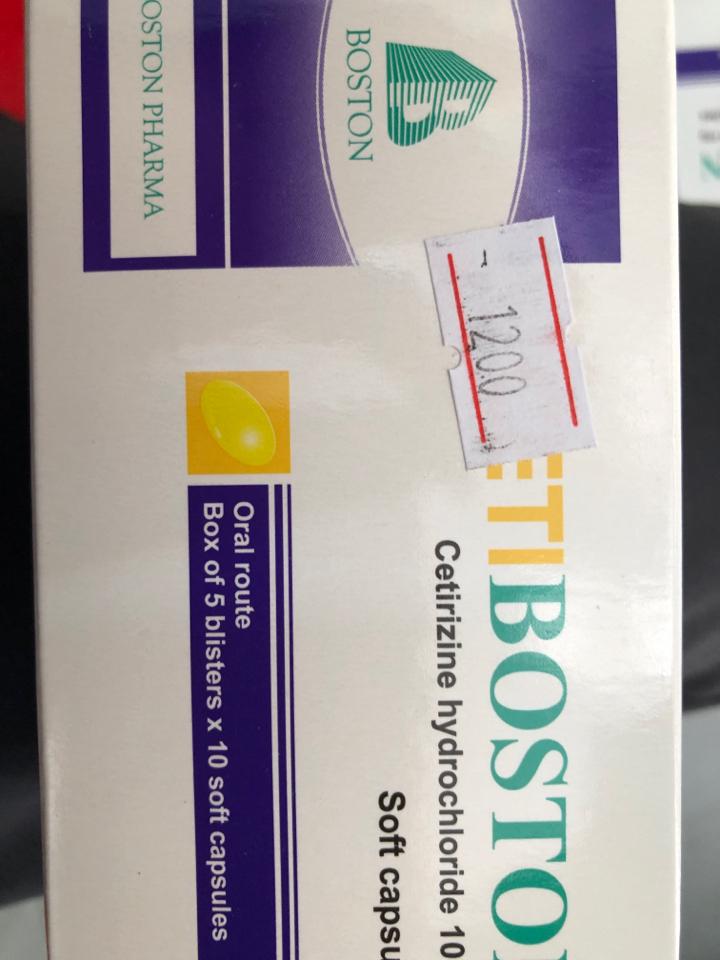 BOSTON
OSTON PHARMA
1200
ETIBOSTO
Cetirizine hydrochloride 10
Soft capsu
Oral route
Box of 5 blisters x 10 soft capsules